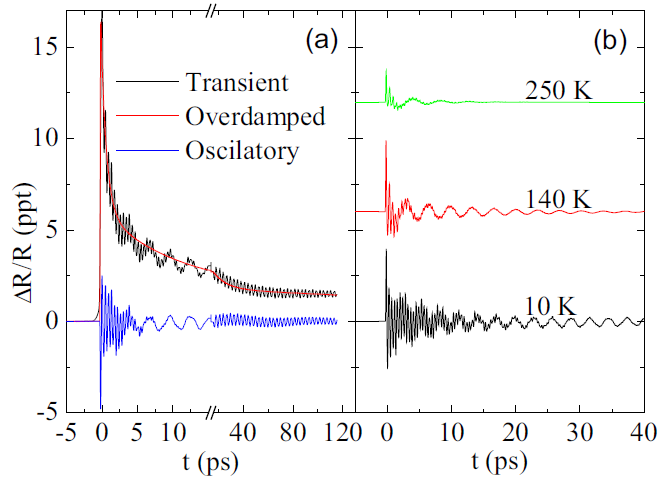 (a)
Transient
Overdamped
Oscilatory
ΔR/R (ppt)
15
10
5
0
-5
-5 0 5 10 15 40 80 120
t (ps)
(b)
250 K
140 K
10 K
0 10 20 30 40
t (ps)